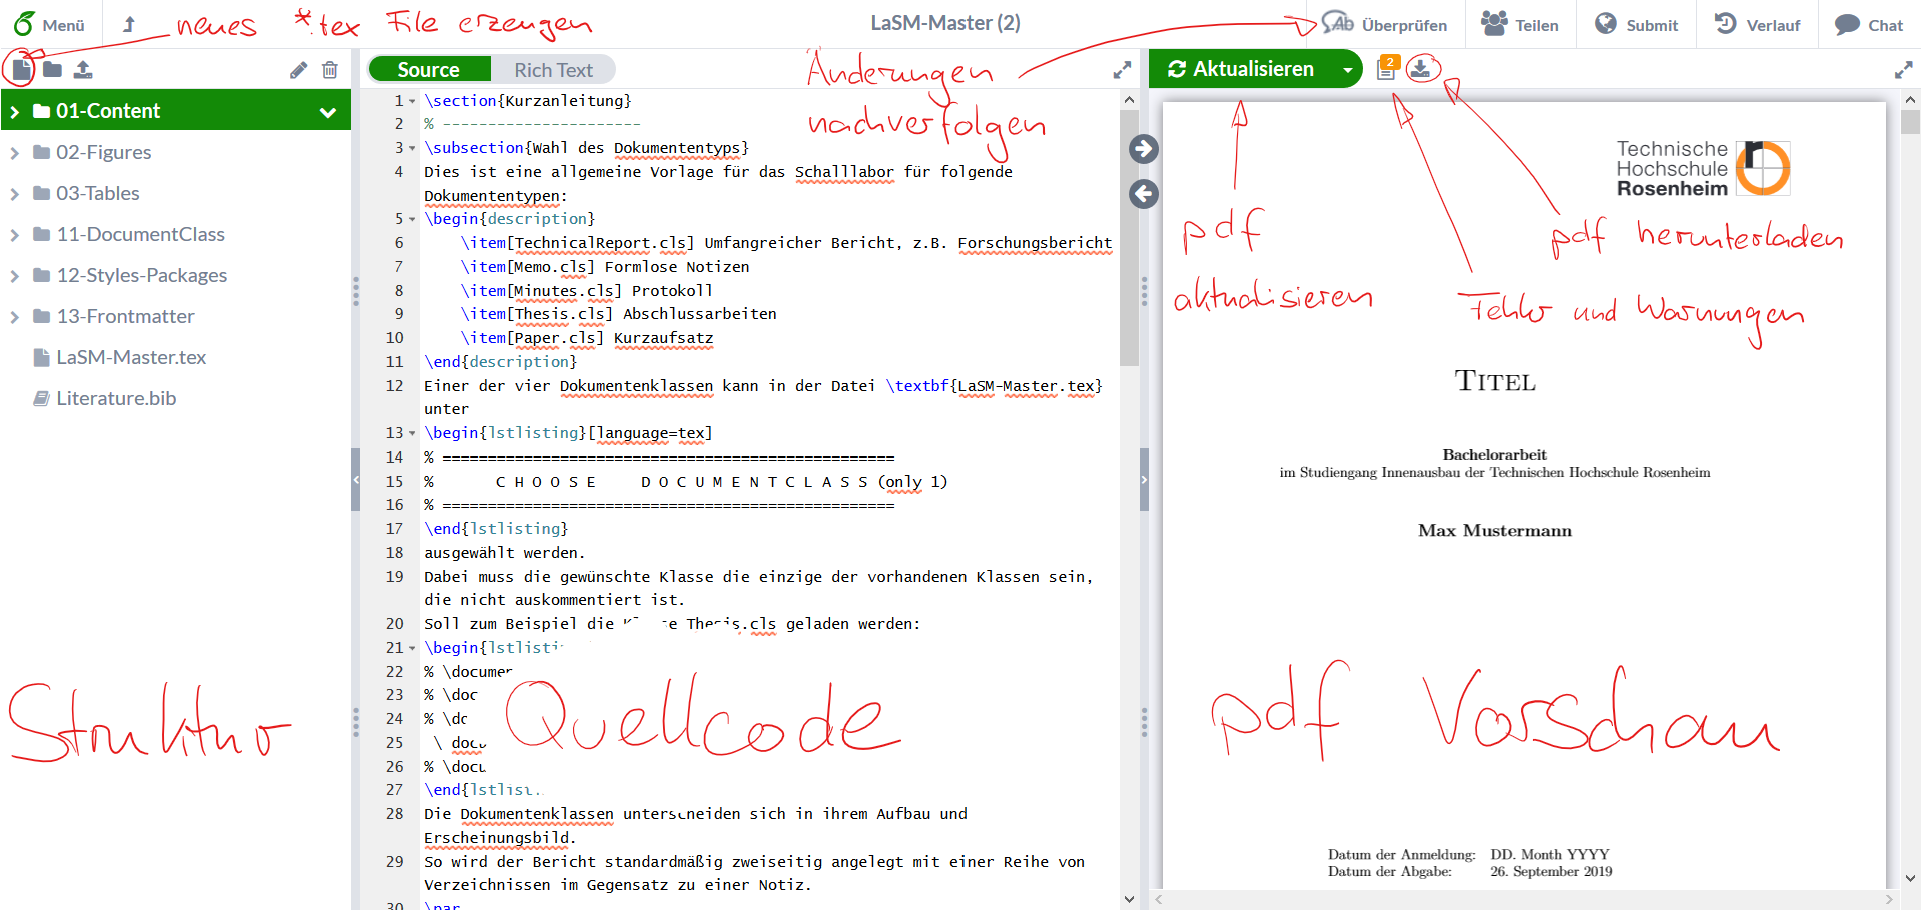 Menü
neues *.tex File erzeugen
LaSM-Master (2)
Überprüfen
Teilen
Submit
Verlauf
Chat
Source
Rich Text
Änderungen
nachverfolgen
Aktualisieren
2
01-Content
02-Figures
03-Tables
11-DocumentClass
12-Styles-Packages
13-Frontmatter
LaSM-Master.tex
Literature.bib
Struktur
1 \section{Kurzanleitung}
2 % ----------------------
3 \subsection{Wahl des Dokumententyps}
4 Dies ist eine allgemeine Vorlage für das Schalllabor für folgende
Dokumententypen:
5 \begin{description}
6 \item[TechnicalReport.cls] Umfangreicher Bericht, z.B. Forschungsbericht
7 \item[Memo.cls] Formlose Notizen
8 \item[Minutes.cls] Protokoll
9 \item[Thesis.cls] Abschlussarbeiten
10 \item[Paper.cls] Kurzaufsatz
11 \end{description}
12 Einer der vier Dokumentenklassen kann in der Datei \textbf{LaSM-Master.tex}
unter
13 \begin{lstlisting}[language=tex]
14 % ==================================================
15 % C H O O S E D O C U M E N T C L A S S (only 1)
16 % ==================================================
17 \end{lstlisting}
18 ausgewählt werden.
19 Dabei muss die gewünschte Klasse die einzige der vorhandenen Klassen sein,
die nicht auskommentiert ist.
20 Soll zum Beispiel die Klasse Thesis.cls geladen werden:
21 \begin{lstlisti
22 % \documen
23 % \doc
24 % \dc
25 \ docu
26 % \docu
27 \end{lstlist.
28 Die Dokumentenklassen unterscheiden sich in ihrem Aufbau und
Erscheinungsbild.
29 So wird der Bericht standardmäßig zweiseitig angelegt mit einer Reihe von
Verzeichnissen im Gegensatz zu einer Notiz.
30 \par
Quellcode
pdf
aktualisieren
pdf herunterladen
Fehler und Warnungen
Technische
Hochschule
Rosenheim
Titel
Bachelorarbeit
im Studiengang Innenausbau der Technischen Hochschule Rosenheim
Max Mustermann
pdf Vorschau
Datum der Anmeldung: DD. Month YYYY
Datum der Abgabe: 26. September 2019